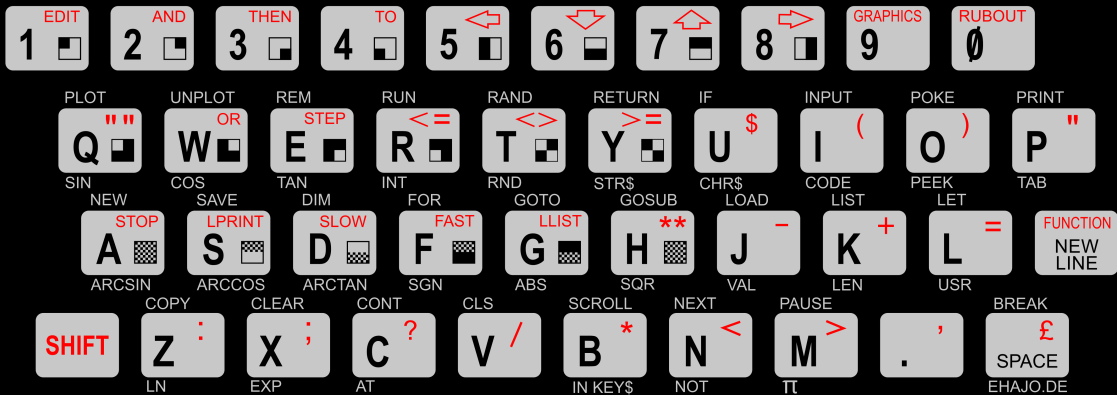 EDIT AND THEN TO GRAPHICS RUBOUT
1 2 3 4 5 6 7 8 9 0
PLOT UNPLOT REM RUN RAND RETURN IF INPUT POKE PRINT
" " OR STEP <= <> >= $ ( ) "
Q W E R T Y U I O P
SIN COS TAN INT RND STR$ CHR$ CODE PEEK TAB
NEW SAVE DIM FOR GOTO GOSUB LOAD LIST LET
STOP LPRINT SLOW FAST LLIST ** - + = FUNCTION
A S D F G H J K L NEW LINE
ARCSIN ARCCOS ARCTAN SGN ABS SQR VAL LEN USR
COPY CLEAR CONT CLS SCROLL NEXT PAUSE BREAK
: ; ? / * < > , £
SHIFT Z X C V B N M . SPACE
LN EXP AT IN KEY$ NOT π EHAJO.DE